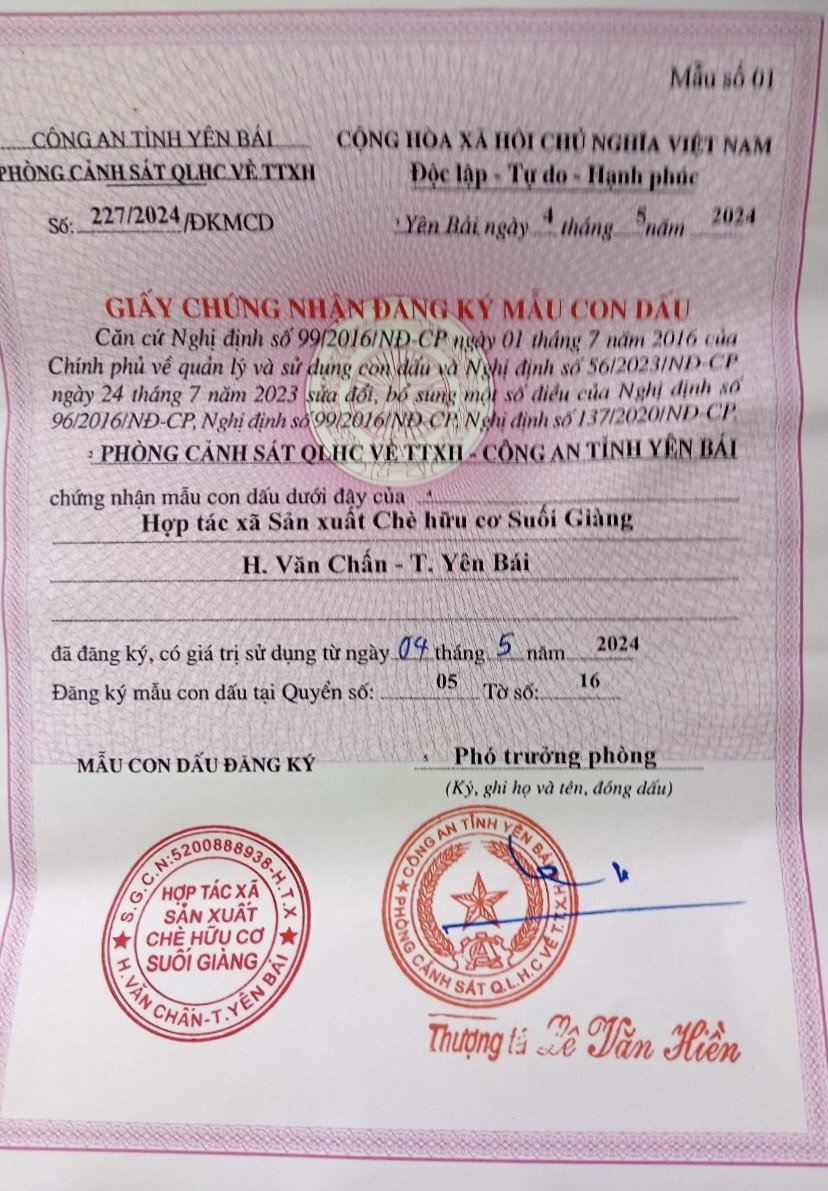 Mẫu số 01
CÔNG AN TỈNH YÊN BÁI
PHÒNG CẢNH SÁT QLHC VỀ TTXH
Số: 227/2024/ĐKMCD
CỘNG HÒA XÃ HỘI CHỦ NGHĨA VIỆT NAM
Độc lập - Tự do - Hạnh phúc
¹ Yên Bái ngày 4 tháng 5 năm 2024
GIẤY CHỨNG NHẬN ĐĂNG KÝ MẪU CON DẤU
Căn cứ Nghị định số 99/2016/NĐ-CP ngày 01 tháng 7 năm 2016 của
Chính phủ về quản lý và sử dụng con dấu và Nghị định số 56/2023/NĐ-CP
ngày 24 tháng 7 năm 2023 sửa đổi, bổ sung một số điều của Nghị định số
96/2016/NĐ-CP, Nghị định số 99/2016/NĐ-CP, Nghị định số 137/2020/NĐ-CP.
² PHÒNG CẢNH SÁT QLHC VỀ TTXH - CÔNG AN TỈNH YÊN BÁI
chứng nhận mẫu con dấu dưới đây của ⁴
Hợp tác xã Sản xuất Chè hữu cơ Suối Giàng
H. Văn Chấn - T. Yên Bái
đã đăng ký, có giá trị sử dụng từ ngày 04 tháng 5 năm 2024
Đăng ký mẫu con dấu tại Quyển số: 05 Tờ số: 16
MẪU CON DẤU ĐĂNG KÝ
⁵ Phó trưởng phòng
(Ký, ghi họ và tên, đóng dấu)
S.G.C.N:5200888938-H.T.X
HỢP TÁC XÃ
SẢN XUẤT
CHÈ HỮU CƠ
SUỐI GIÀNG
H.VĂN CHẤN-T.YÊN BÁI
CÔNG AN TỈNH YÊN BÁI
PHÒNG CẢNH SÁT Q.L.H.C VỀ T.T.X.H
Thượng tá Lê Văn Hiền